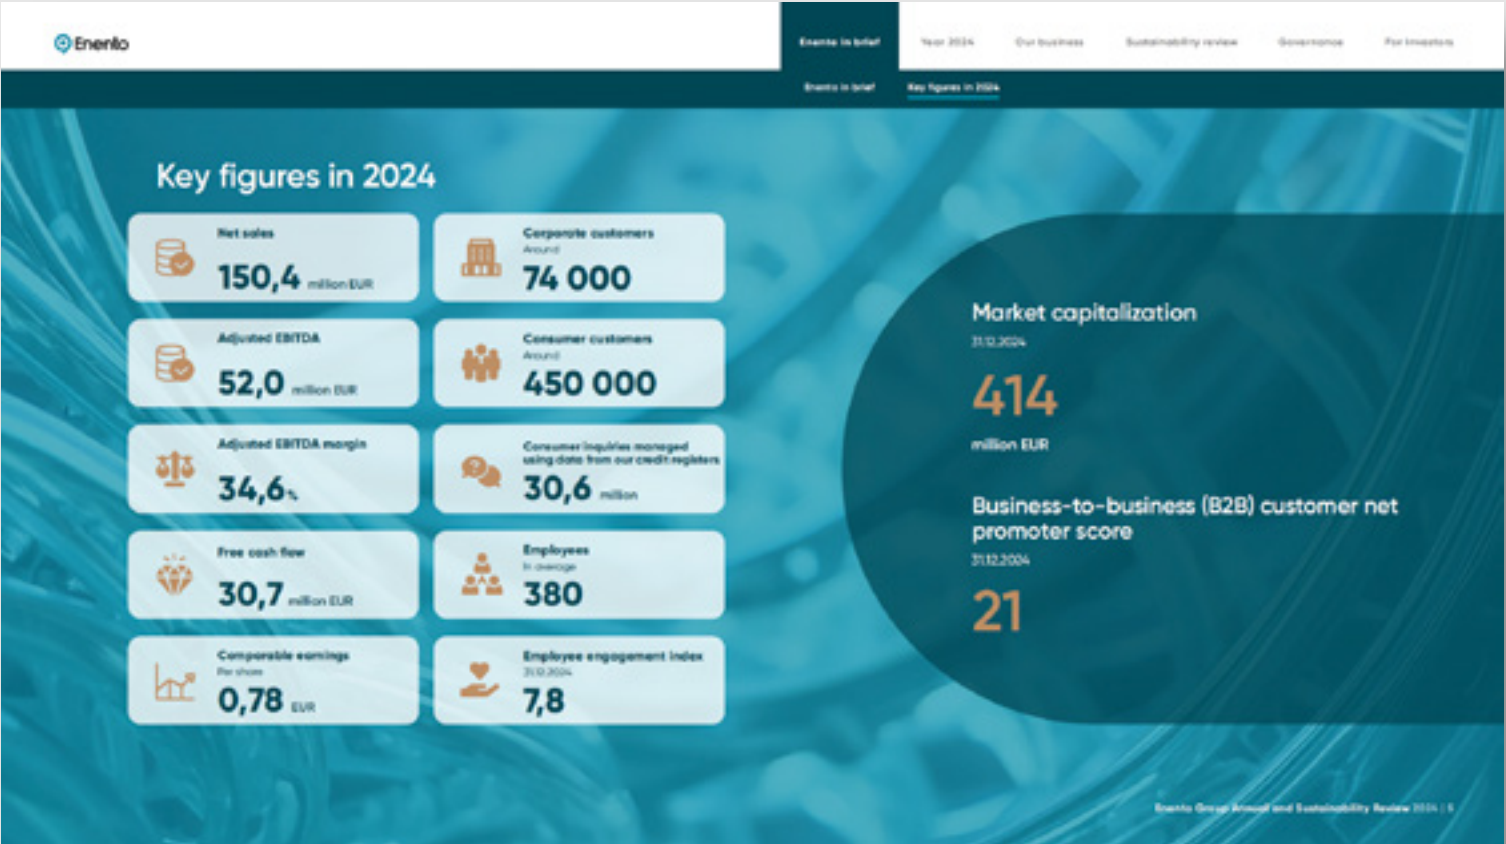 Enento
Enento in brief
Year 2024
Our business
Sustainability review
Governance
For Investors
Enento in brief
Key figures in 2024
Key figures in 2024
Net sales
150,4 million EUR
Adjusted EBITDA
52,0 million EUR
Adjusted EBITDA margin
34,6 %
Free cash flow
30,7 million EUR
Comparable earnings
Per share
0,78 EUR
Corporate customers
Around
74 000
Consumer customers
Around
450 000
Consumer inquiries managed
using data from our credit registers
30,6 million
Employees
In average
380
Employee engagement index
31.12.2024
7,8
Market capitalization
31.12.2024
414
million EUR
Business-to-business (B2B) customer net
promoter score
31.12.2024
21
Enento Group Annual and Sustainability Review 2024 | 5